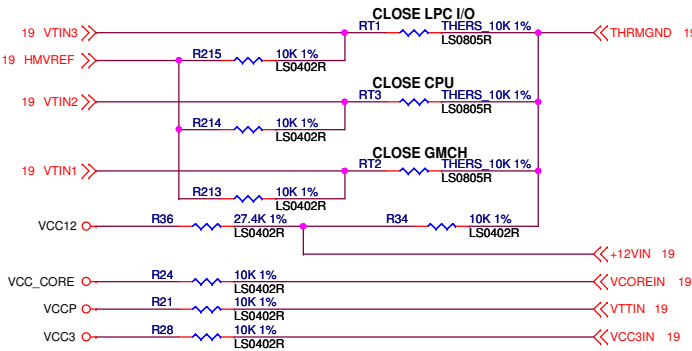 CLOSE LPC I/O
19 VTIN3 RT1 THERS_10K 1% THRMGND 19
LS0805R
19 HMVREF R215 10K 1%
LS0402R
CLOSE CPU
19 VTIN2 RT3 THERS_10K 1%
LS0805R
R214 10K 1%
LS0402R
CLOSE GMCH
19 VTIN1 RT2 THERS_10K 1%
LS0805R
R213 10K 1%
LS0402R
VCC12 R36 27.4K 1% R34 10K 1%
LS0402R LS0402R
+12VIN 19
VCC_CORE R24 10K 1% VCOREIN 19
LS0402R
VCCP R21 10K 1% VTTIN 19
LS0402R
VCC3 R28 10K 1% VCC3IN 19
LS0402R